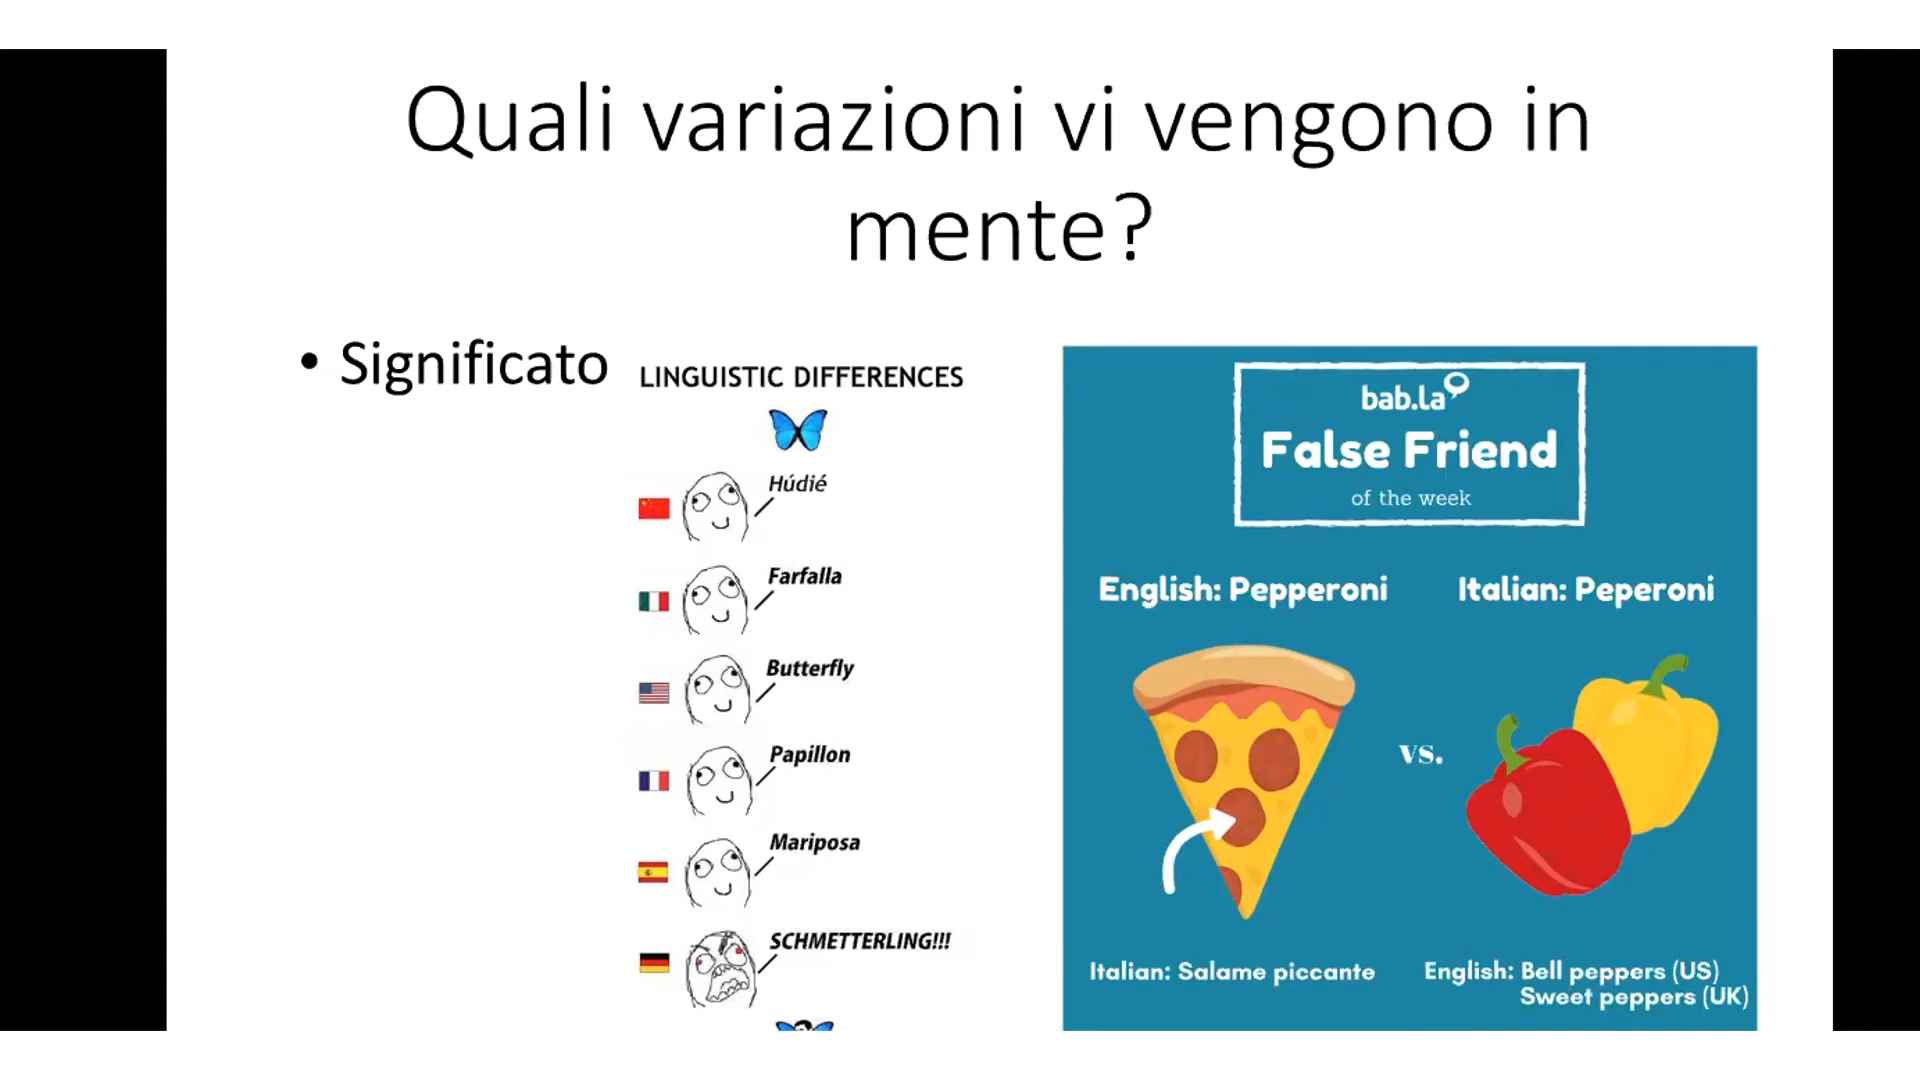 Quali variazioni vi vengono in
mente?
• Significato
LINGUISTIC DIFFERENCES
Húdié
Farfalla
Butterfly
Papillon
Mariposa
SCHMETTERLING!!!
bab.la
False Friend
of the week
English: Pepperoni
Italian: Peperoni
vs.
Italian: Salame piccante
English: Bell peppers (US)
Sweet peppers (UK)